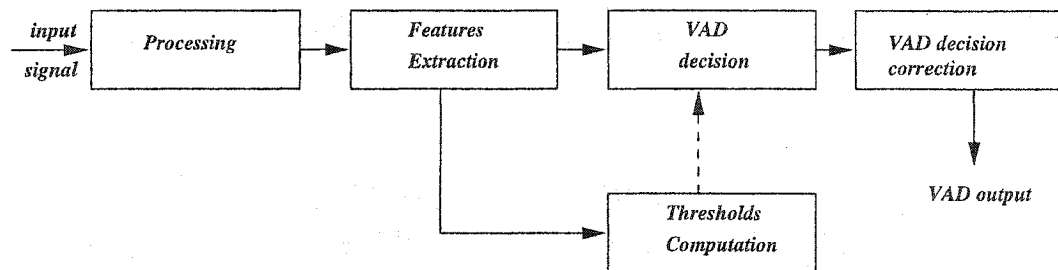 input
signal
Processing
Features
Extraction
VAD
decision
VAD decision
correction
VAD output
Thresholds
Computation